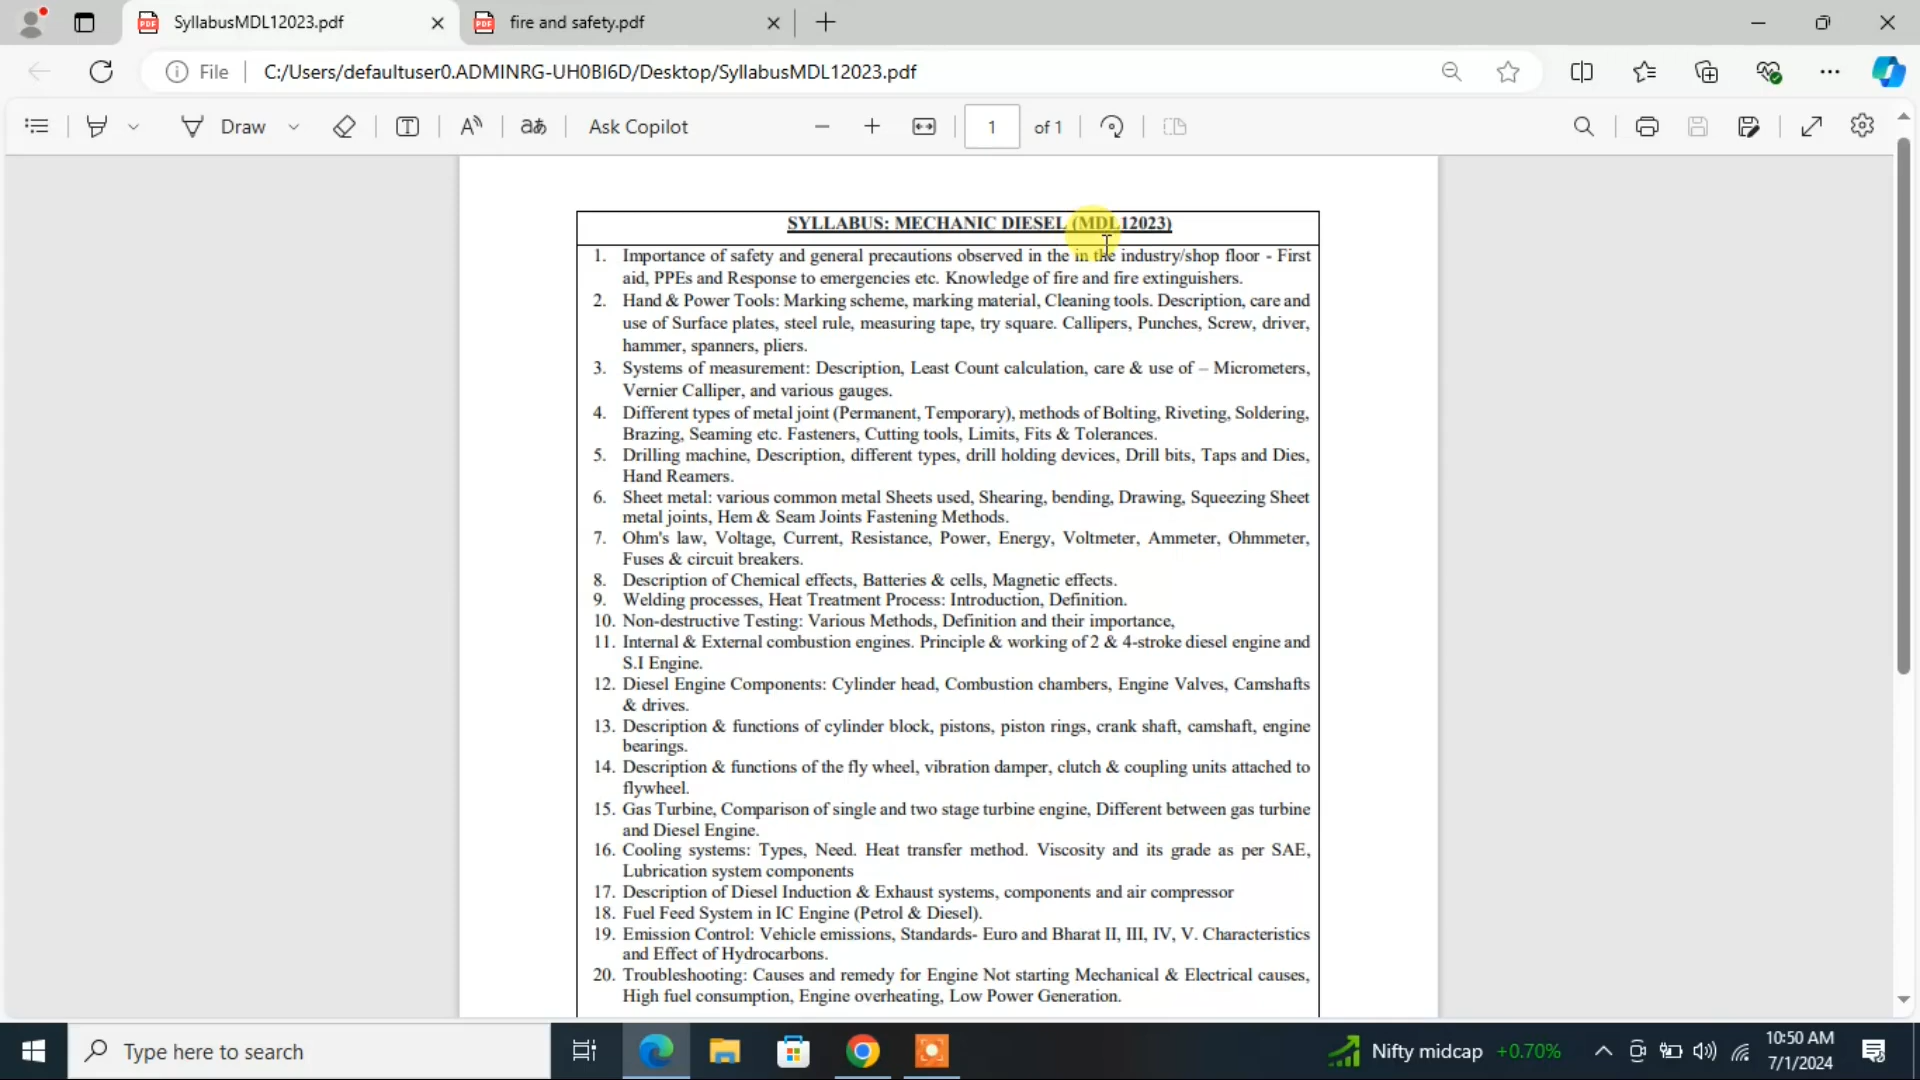 SyllabusMDL12023.pdf
fire and safety.pdf
File
C:/Users/defaultuser0.ADMINRG-UH0BI6D/Desktop/SyllabusMDL12023.pdf
Draw
Ask Copilot
1 of 1
SYLLABUS: MECHANIC DIESEL (MDL12023)
1. Importance of safety and general precautions observed in the in the industry/shop floor - First
aid, PPEs and Response to emergencies etc. Knowledge of fire and fire extinguishers.
2. Hand & Power Tools: Marking scheme, marking material, Cleaning tools. Description, care and
use of Surface plates, steel rule, measuring tape, try square. Callipers, Punches, Screw, driver,
hammer, spanners, pliers.
3. Systems of measurement: Description, Least Count calculation, care & use of – Micrometers,
Vernier Calliper, and various gauges.
4. Different types of metal joint (Permanent, Temporary), methods of Bolting, Riveting, Soldering,
Brazing, Seaming etc. Fasteners, Cutting tools, Limits, Fits & Tolerances.
5. Drilling machine, Description, different types, drill holding devices, Drill bits, Taps and Dies,
Hand Reamers.
6. Sheet metal: various common metal Sheets used, Shearing, bending, Drawing, Squeezing Sheet
metal joints, Hem & Seam Joints Fastening Methods.
7. Ohm's law, Voltage, Current, Resistance, Power, Energy, Voltmeter, Ammeter, Ohmmeter,
Fuses & circuit breakers.
8. Description of Chemical effects, Batteries & cells, Magnetic effects.
9. Welding processes, Heat Treatment Process: Introduction, Definition.
10. Non-destructive Testing: Various Methods, Definition and their importance,
11. Internal & External combustion engines. Principle & working of 2 & 4-stroke diesel engine and
S.I Engine.
12. Diesel Engine Components: Cylinder head, Combustion chambers, Engine Valves, Camshafts
& drives.
13. Description & functions of cylinder block, pistons, piston rings, crank shaft, camshaft, engine
bearings.
14. Description & functions of the fly wheel, vibration damper, clutch & coupling units attached to
flywheel.
15. Gas Turbine, Comparison of single and two stage turbine engine, Different between gas turbine
and Diesel Engine.
16. Cooling systems: Types, Need. Heat transfer method. Viscosity and its grade as per SAE,
Lubrication system components
17. Description of Diesel Induction & Exhaust systems, components and air compressor
18. Fuel Feed System in IC Engine (Petrol & Diesel).
19. Emission Control: Vehicle emissions, Standards- Euro and Bharat II, III, IV, V. Characteristics
and Effect of Hydrocarbons.
20. Troubleshooting: Causes and remedy for Engine Not starting Mechanical & Electrical causes,
High fuel consumption, Engine overheating, Low Power Generation.
Type here to search
Nifty midcap +0.70%
10:50 AM
7/1/2024